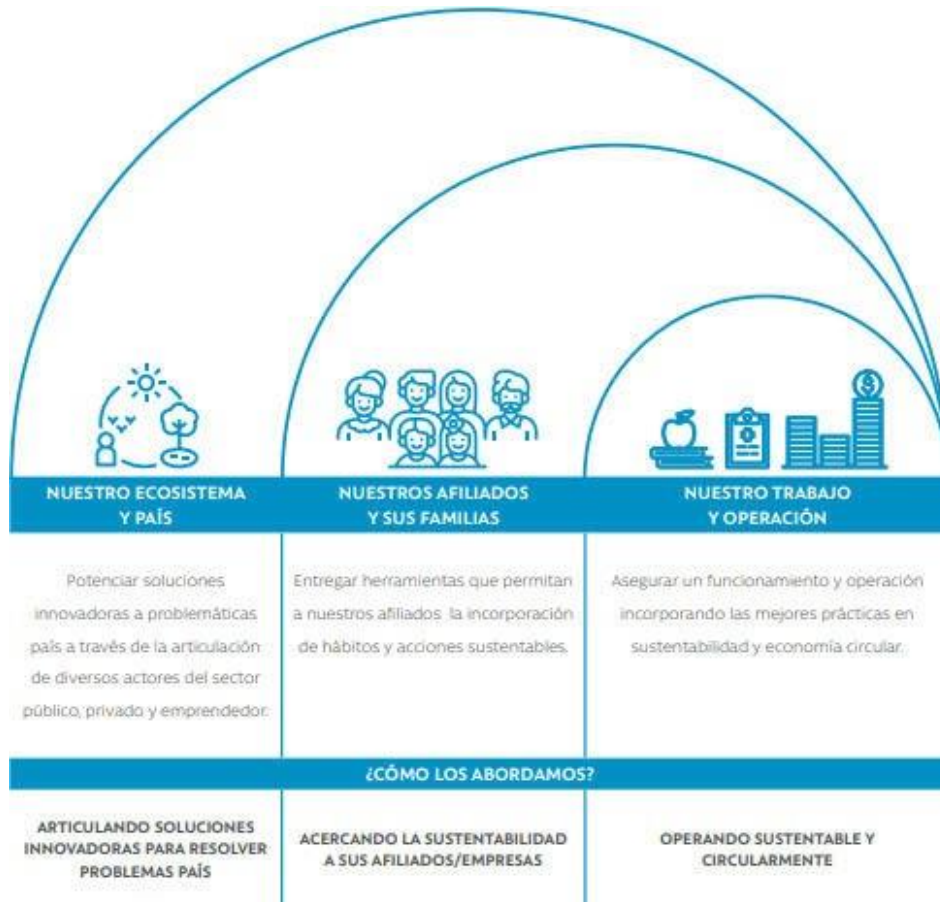 $
NUESTRO ECOSISTEMA
Y PAÍS
Potenciar soluciones
innovadoras a problemáticas
país a través de la articulación
de diversos actores del sector
público, privado y emprendedor.
NUESTROS AFILIADOS
Y SUS FAMILIAS
Entregar herramientas que permitan
a nuestros afiliados la incorporación
de hábitos y acciones sustentables.
NUESTRO TRABAJO
Y OPERACIÓN
Asegurar un funcionamiento y operación
incorporando las mejores prácticas en
sustentabilidad y economía circular.
¿CÓMO LOS ABORDAMOS?
ARTICULANDO SOLUCIONES
INNOVADORAS PARA RESOLVER
PROBLEMAS PAÍS
ACERCANDO LA SUSTENTABILIDAD
A SUS AFILIADOS/EMPRESAS
OPERANDO SUSTENTABLE Y
CIRCULARMENTE